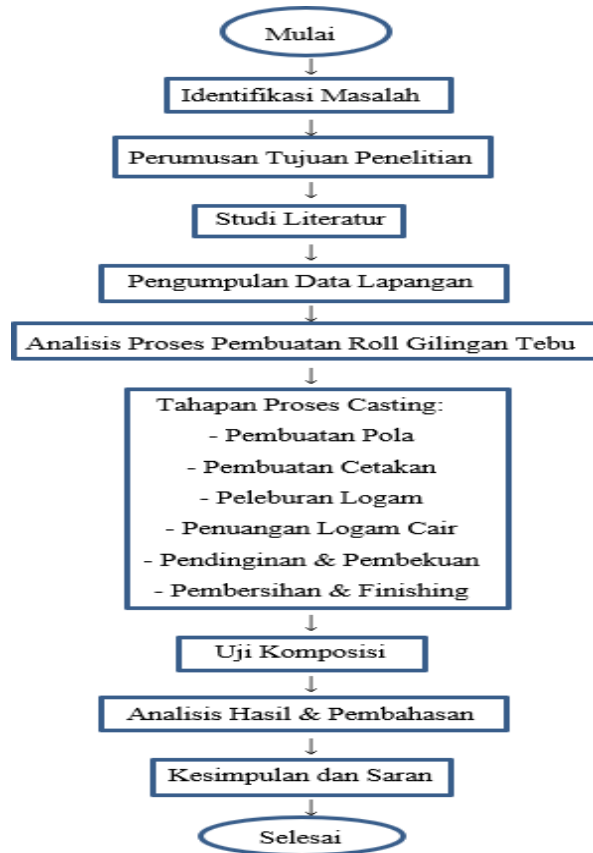 Mulai
↓
Identifikasi Masalah
↓
Perumusan Tujuan Penelitian
↓
Studi Literatur
↓
Pengumpulan Data Lapangan
↓
Analisis Proses Pembuatan Roll Gilingan Tebu
↓
Tahapan Proses Casting:
- Pembuatan Pola
- Pembuatan Cetakan
- Peleburan Logam
- Penuangan Logam Cair
- Pendinginan & Pembekuan
- Pembersihan & Finishing
↓
Uji Komposisi
↓
Analisis Hasil & Pembahasan
↓
Kesimpulan dan Saran
↓
Selesai